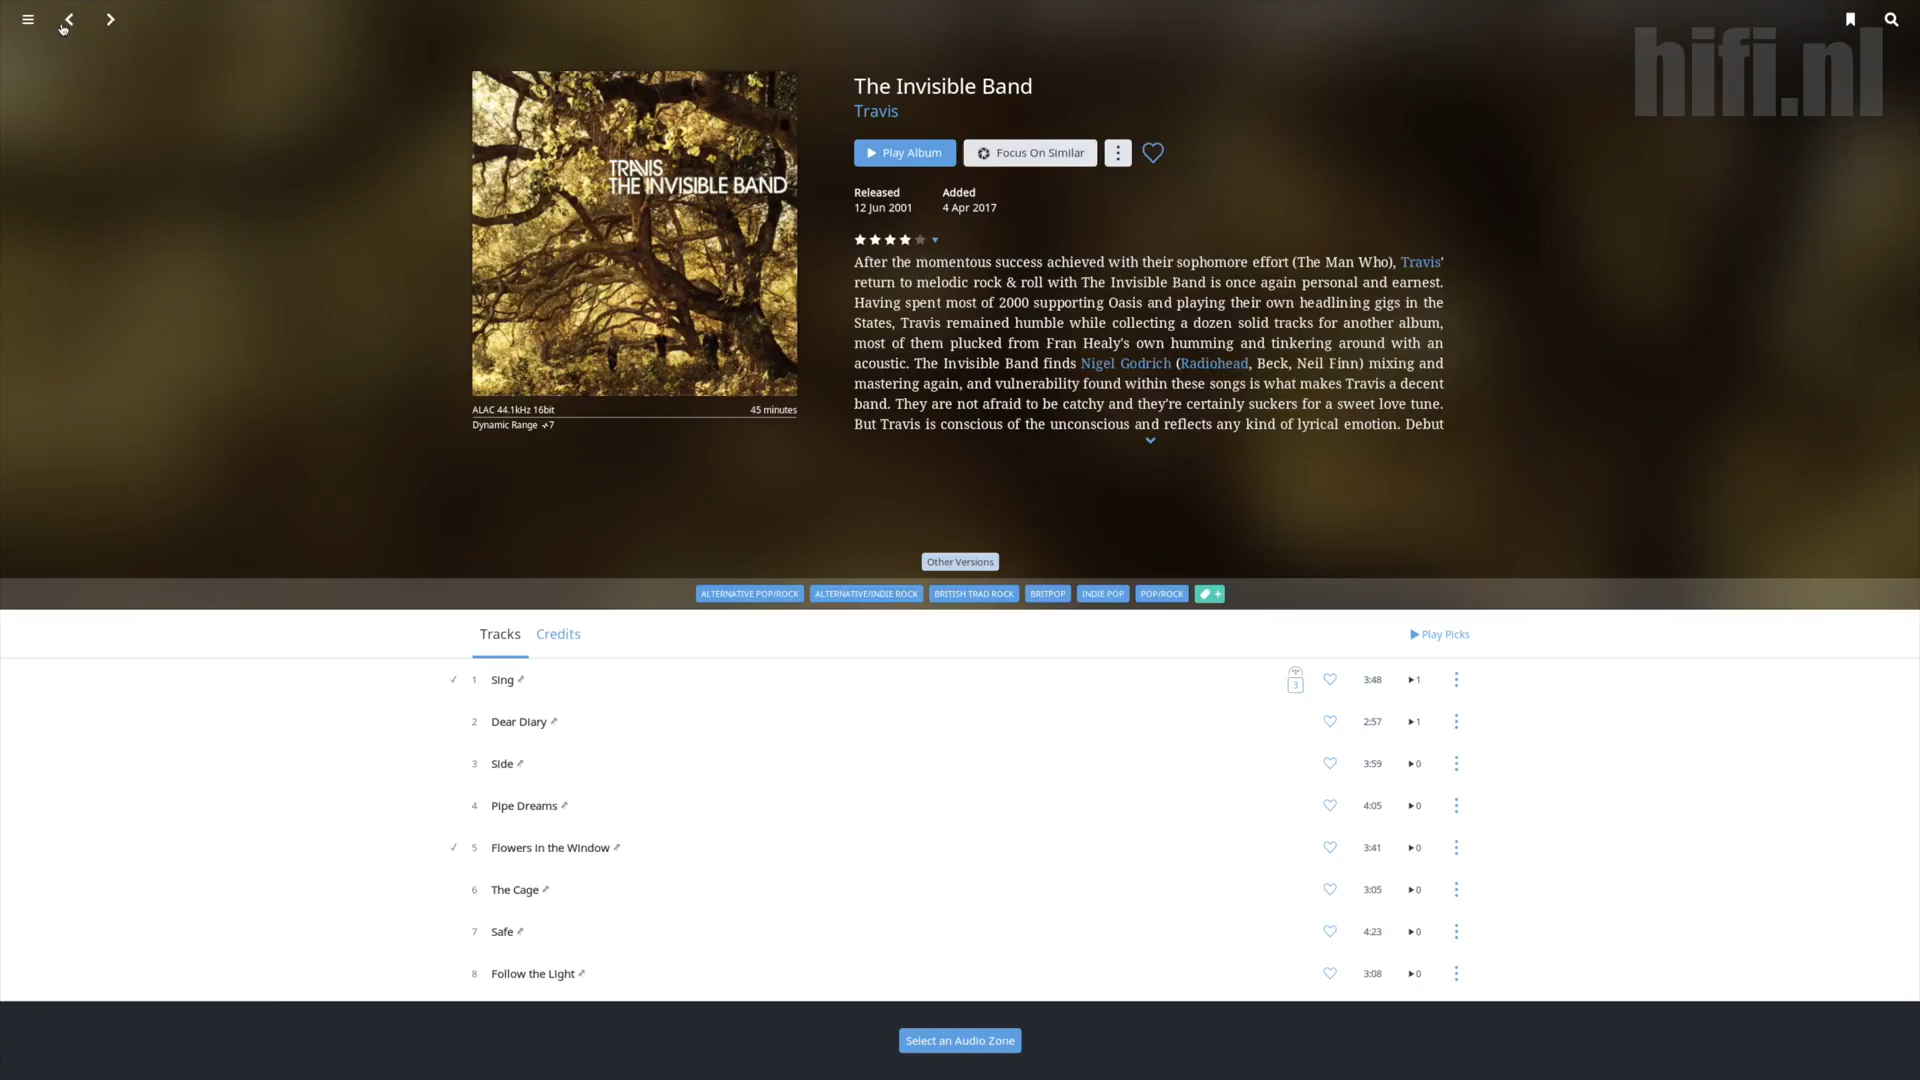 hifi.nl
The Invisible Band
Travis
TRAVIS
THE INVISIBLE BAND
Play Album
Focus On Similar
Released
Added
12 Jun 2001
4 Apr 2017
After the momentous success achieved with their sophomore effort (The Man Who), Travis'
return to melodic rock & roll with The Invisible Band is once again personal and earnest.
Having spent most of 2000 supporting Oasis and playing their own headlining gigs in the
States, Travis remained humble while collecting a dozen solid tracks for another album,
most of them plucked from Fran Healy's own humming and tinkering around with an
acoustic. The Invisible Band finds Nigel Godrich (Radiohead, Beck, Neil Finn) mixing and
mastering again, and vulnerability found within these songs is what makes Travis a decent
band. They are not afraid to be catchy and they're certainly suckers for a sweet love tune.
But Travis is conscious of the unconscious and reflects any kind of lyrical emotion. Debut
ALAC 44.1kHz 16bit 45 minutes
Dynamic Range 7
Other Versions
ALTERNATIVE POP/ROCK ALTERNATIVE/INDIE ROCK BRITISH TRAD ROCK BRITPOP INDIE POP POP/ROCK +
Tracks Credits Play Picks
1 Sing 3 3:48 1
2 Dear Diary 2:57 1
3 Side 3:59 0
4 Pipe Dreams 4:05 0
5 Flowers in the Window 3:41 0
6 The Cage 3:05 0
7 Safe 4:23 0
8 Follow the Light 3:08 0
Select an Audio Zone